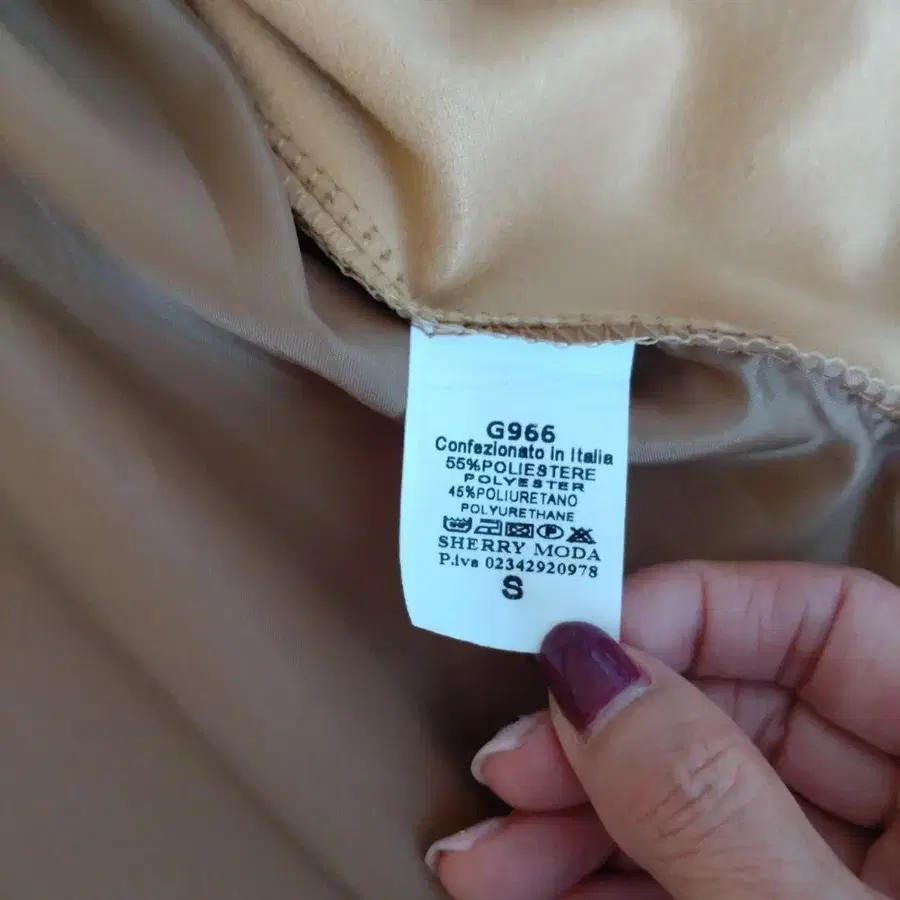 G966
Confezionato in Italia
55%POLIESTERE
POLYESTER
45%POLIURETANO
POLYURETHANE
P
SHERRY MODA
P.iva 02342920978
S